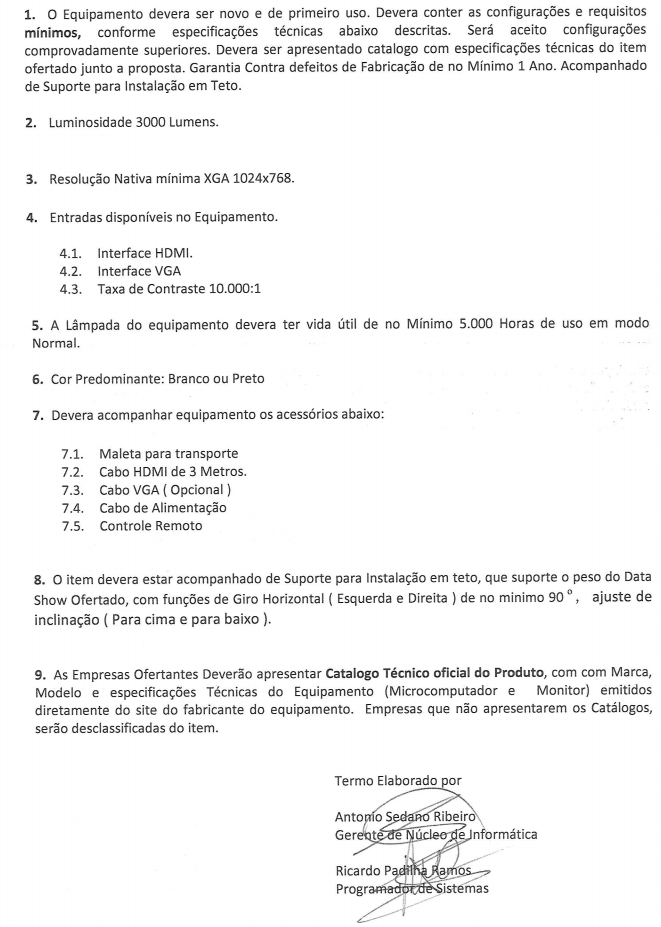 1. O Equipamento devera ser novo e de primeiro uso. Devera conter as configurações e requisitos
mínimos, conforme especificações técnicas abaixo descritas. Será aceito configurações
comprovadamente superiores. Devera ser apresentado catalogo com especificações técnicas do item
ofertado junto a proposta. Garantia Contra defeitos de Fabricação de no Mínimo 1 Ano. Acompanhado
de Suporte para Instalação em Teto.
2. Luminosidade 3000 Lumens.
3. Resolução Nativa mínima XGA 1024x768.
4. Entradas disponíveis no Equipamento.
4.1. Interface HDMI.
4.2. Interface VGA
4.3. Taxa de Contraste 10.000:1
5. A Lâmpada do equipamento devera ter vida útil de no Mínimo 5.000 Horas de uso em modo
Normal.
6. Cor Predominante: Branco ou Preto
7. Devera acompanhar equipamento os acessórios abaixo:
7.1. Maleta para transporte
7.2. Cabo HDMI de 3 Metros.
7.3. Cabo VGA ( Opcional )
7.4. Cabo de Alimentação
7.5. Controle Remoto
8. O item devera estar acompanhado de Suporte para Instalação em teto, que suporte o peso do Data
Show Ofertado, com funções de Giro Horizontal ( Esquerda e Direita ) de no minimo 90 º, ajuste de
inclinação ( Para cima e para baixo ).
9. As Empresas Ofertantes Deverão apresentar Catalogo Técnico oficial do Produto, com com Marca,
Modelo e especificações Técnicas do Equipamento (Microcomputador e Monitor) emitidos
diretamente do site do fabricante do equipamento. Empresas que não apresentarem os Catálogos,
serão desclassificadas do item.
Termo Elaborado por
Antonio Sedano Ribeiro
Gerente de Núcleo de Informática
Ricardo Padilha Ramos
Programador de Sistemas